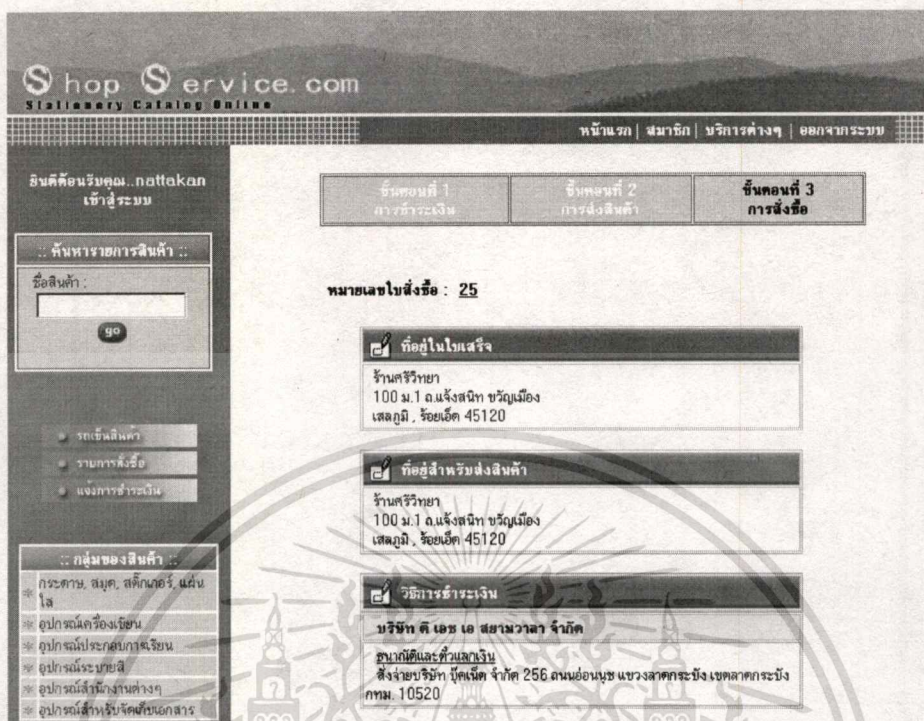 Shop Service.com
Stationery Catalog Online
หน้าแรก | สมาชิก | บริการต่างๆ | ออกจากระบบ
ยินดีต้อนรับคุณ..nattakan
เข้าสู่ระบบ
:: ค้นหารายการสินค้า ::
ชื่อสินค้า :
go
รถเข็นสินค้า
รายการสั่งซื้อ
แจ้งการชำระเงิน
:: กลุ่มของสินค้า ::
กระดาษ, สมุด, สติ๊กเกอร์, แผ่น
ใส
อุปกรณ์เครื่องเขียน
อุปกรณ์ประกอบการเรียน
อุปกรณ์ระบายสี
อุปกรณ์สำนักงานต่างๆ
อุปกรณ์สำหรับจัดเก็บเอกสาร
ขั้นตอนที่ 1
การชำระเงิน
ขั้นตอนที่ 2
การส่งสินค้า
ขั้นตอนที่ 3
การสั่งซื้อ
หมายเลขใบสั่งซื้อ : 25
ที่อยู่ในใบเสร็จ
ร้านศรีวิทยา
100 ม.1 ถ.แจ้งสนิท ขวัญเมือง
เสลภูมิ , ร้อยเอ็ด 45120
ที่อยู่สำหรับส่งสินค้า
ร้านศรีวิทยา
100 ม.1 ถ.แจ้งสนิท ขวัญเมือง
เสลภูมิ , ร้อยเอ็ด 45120
วิธีการชำระเงิน
บริษัท ดี เอช เอ สยามวาลา จำกัด
ธนาณัติและตั๋วแลกเงิน
สั่งจ่ายบริษัท บุ๊คเน็ต จำกัด 256 ถนนอ่อนนุช แขวงลาดกระบัง เขตลาดกระบัง
กทม. 10520